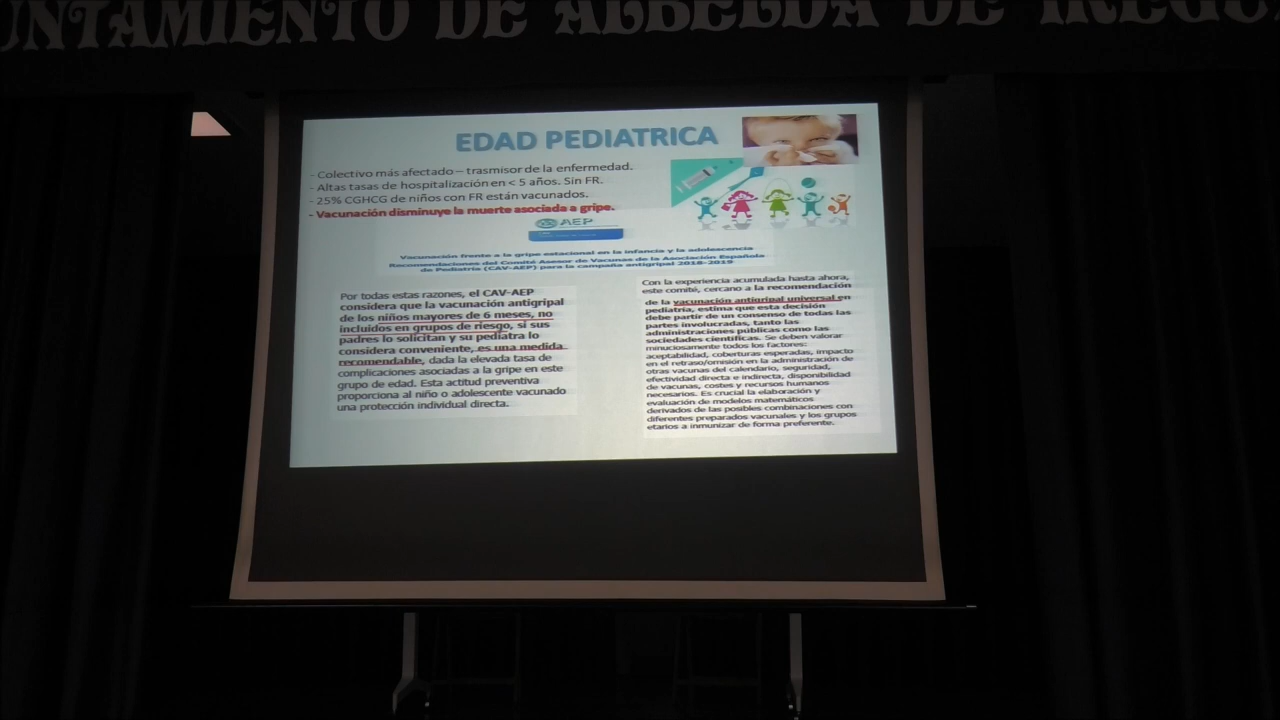 UNTAMIENTO DE ALBELDA DE IREGU
EDAD PEDIATRICA
- Colectivo más afectado – trasmisor de la enfermedad.
- Altas tasas de hospitalización en < 5 años. Sin FR.
- 25% CGHCG de niños con FR están vacunados.
- Vacunación disminuye la muerte asociada a gripe.
AEP
Vacunación frente a la gripe estacional en la infancia y la adolescencia
Recomendaciones del Comité Asesor de Vacunas de la Asociación Española
de Pediatría (CAV-AEP) para la campaña antigripal 2018-2019
Por todas estas razones, el CAV-AEP
considera que la vacunación antigripal
de los niños mayores de 6 meses, no
incluidos en grupos de riesgo, si sus
padres lo solicitan y su pediatra lo
considera conveniente, es una medida
recomendable, dada la elevada tasa de
complicaciones asociadas a la gripe en este
grupo de edad. Esta actitud preventiva
proporciona al niño o adolescente vacunado
una protección individual directa.
Con la experiencia acumulada hasta ahora,
este comité, cercano a la recomendación
de la vacunación antigripal universal en
pediatría, estima que esta decisión
debe partir de un consenso de todas las
partes involucradas, tanto las
administraciones públicas como las
sociedades científicas. Se deben valorar
minuciosamente todos los factores:
aceptabilidad, coberturas esperadas, impacto
en el retraso/omisión en la administración de
otras vacunas del calendario, seguridad,
efectividad directa e indirecta, disponibilidad
de vacunas, costes y recursos humanos
necesarios. Es crucial la elaboración y
evaluación de modelos matemáticos
derivados de las posibles combinaciones con
diferentes preparados vacunales y los grupos
etarios a inmunizar de forma preferente.